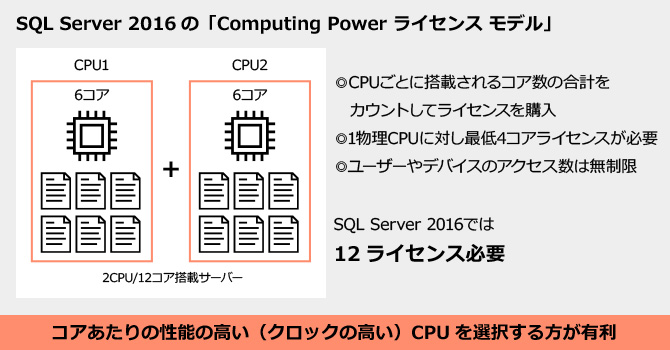 SQL Server 2016 の「Computing Power ライセンス モデル」
CPU1
CPU2
6コア
6コア
+
2CPU/12コア搭載サーバー
◎CPUごとに搭載されるコア数の合計を
カウントしてライセンスを購入
◎1物理CPUに対し最低4コアライセンスが必要
◎ユーザーやデバイスのアクセス数は無制限
SQL Server 2016では
12 ライセンス必要
コアあたりの性能の高い（クロックの高い）CPU を選択する方が有利